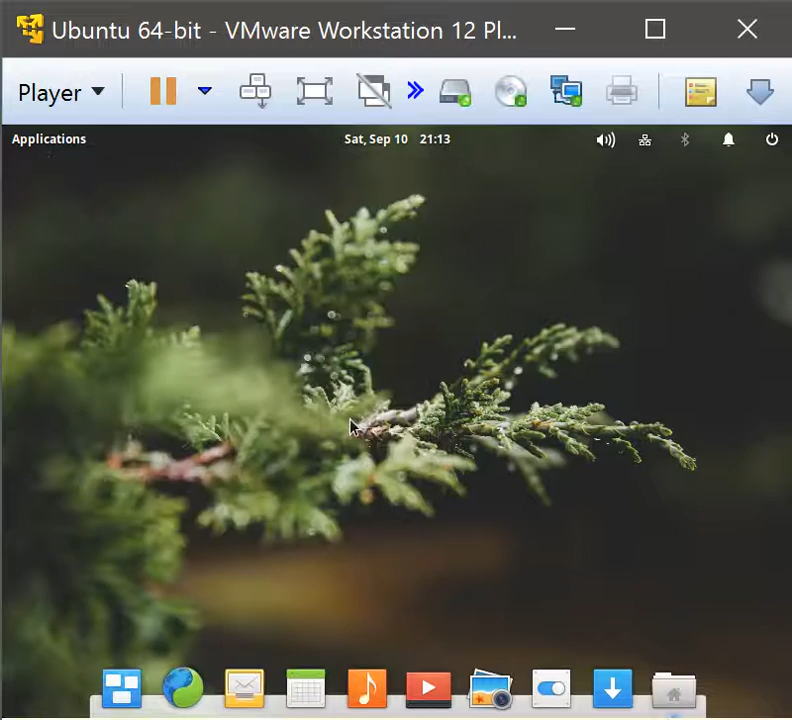 Ubuntu 64-bit - VMware Workstation 12 Pl...
Player
Applications
Sat, Sep 10 21:13